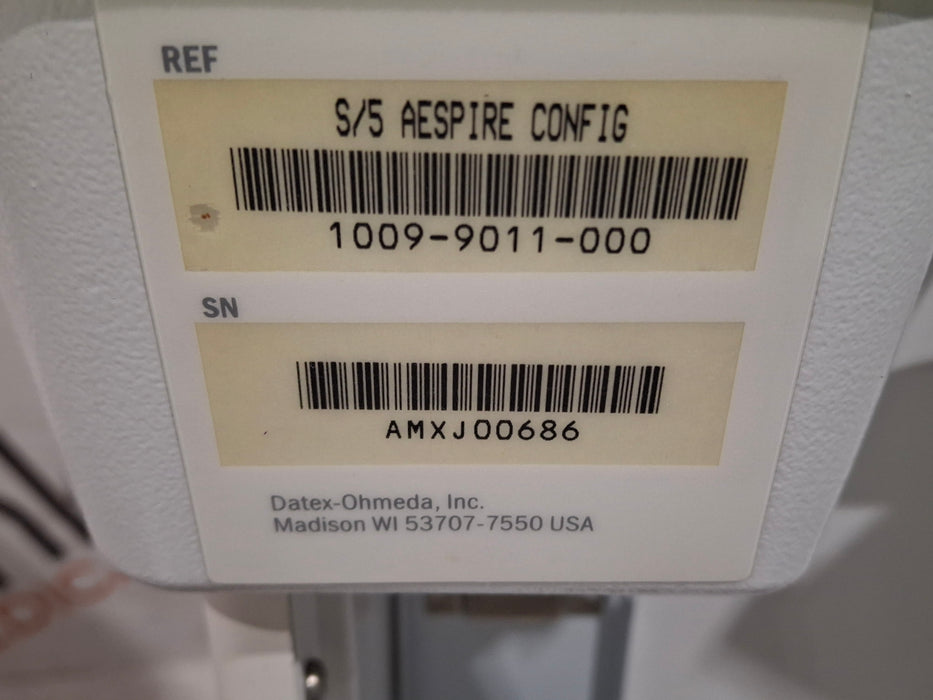 REF
S/5 AESPIRE CONFIG
1009-9011-000
SN
AMXJ00686
Datex-Ohmeda, Inc.
Madison WI 53707-7550 USA